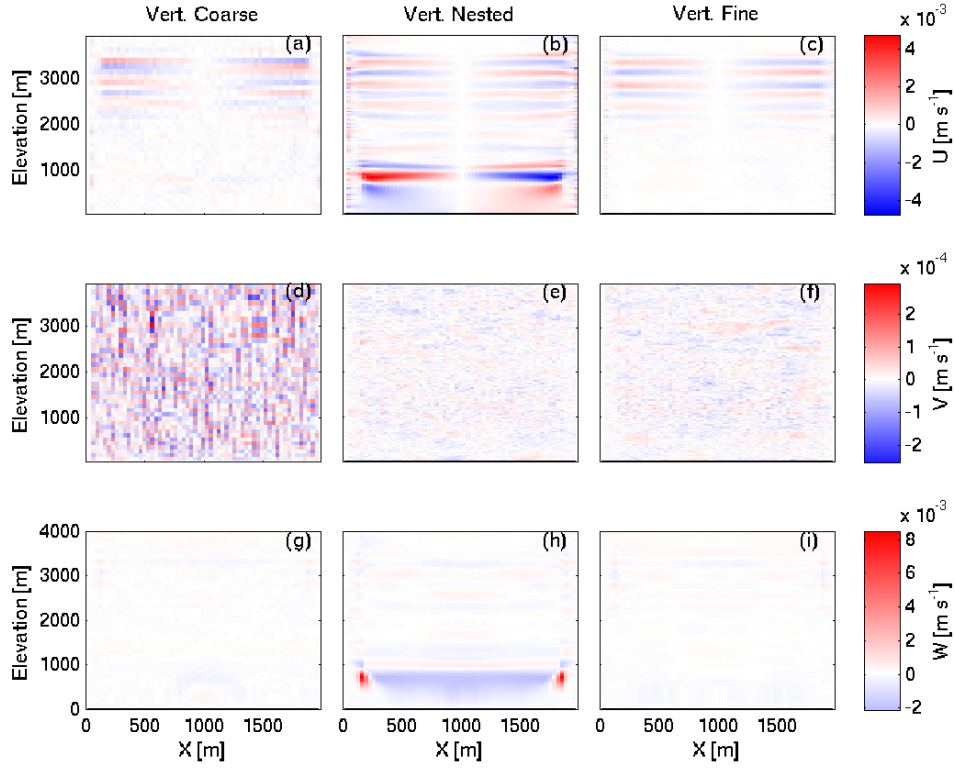 Vert. Coarse Vert. Nested Vert. Fine
x 10⁻³
(a) (b) (c)
4
3000
2
2000
0
1000
-2
-4
Elevation [m]
U [m s⁻¹]
x 10⁻⁴
(d) (e) (f)
2
3000
1
2000
0
1000
-1
-2
Elevation [m]
V [m s⁻¹]
x 10⁻³
4000 (g) (h) (i)
8
3000
6
4
2000
2
1000
0
0
-2
Elevation [m]
W [m s⁻¹]
0 500 1000 1500 0 500 1000 1500 0 500 1000 1500
X [m] X [m] X [m]